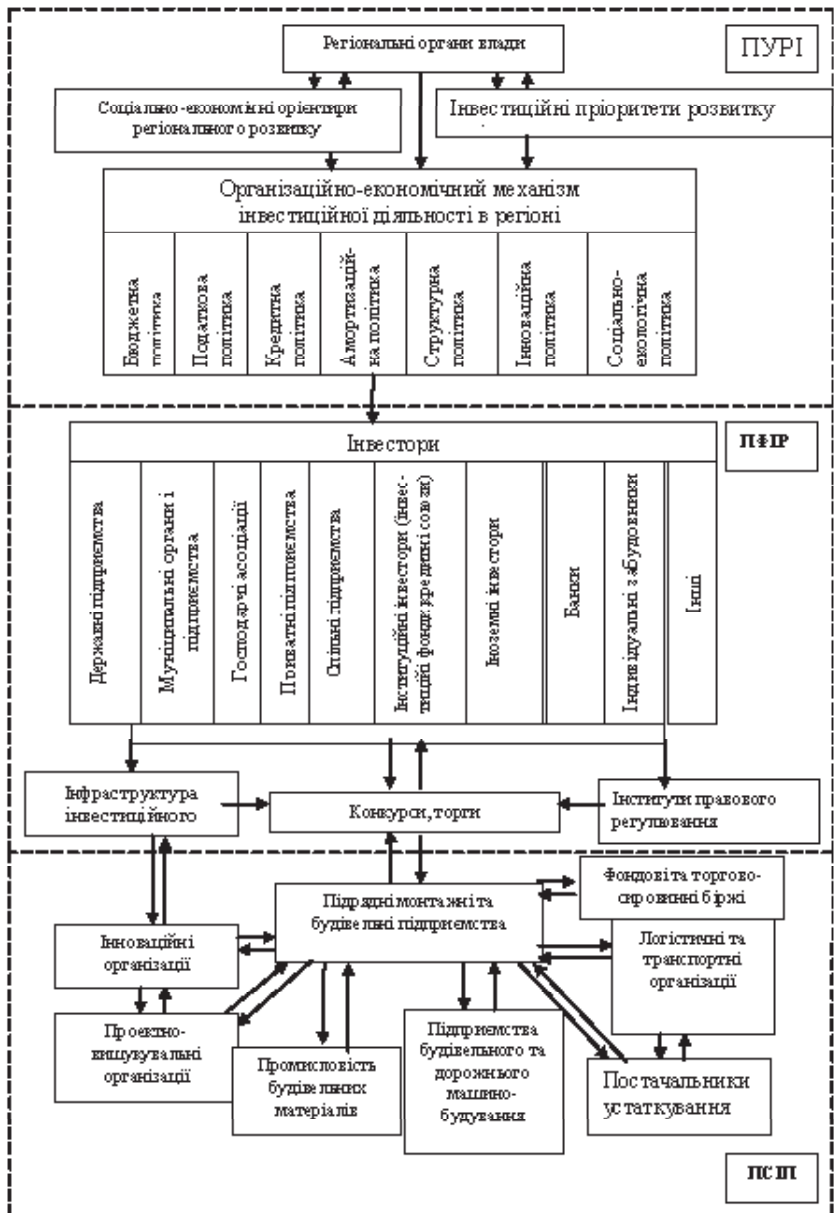 Регіональні органи влади
ПУРІ
Соціально-економічні орієнтири
регіонального розвитку
Інвестиційні пріоритети розвитку
Організаційно-економічний механізм
інвестиційної діяльності в регіоні
Бюджетна
політика
Податкова
політика
Кредитна
політика
Амортизацій-
на політика
Структурна
політика
Інноваційна
політика
Соціально-
екологічна
політика
Інвестори
ПФІР
Державні підприємства
Муніципальні органи і
підприємства
Господарчі асоціації
Приватні підприємства
Спільні підприємства
Інституційні інвестори (інвес-
тиційні фонди, кредитні союзи)
Іноземні інвестори
Банки
Індивідуальні забудовники
Інші
Інфраструктура
інвестиційного
Конкурси, торги
Інститути правового
регулювання
Підрядні монтажні та
будівельні підприємства
Фондові та торгово-
сировинні біржі
Інноваційні
організації
Логістичні та
транспортні
організації
Проектно-
вишукувальні
організації
Промисловість
будівельних
матеріалів
Підприємства
будівельного та
дорожнього
машино-
будування
Постачальники
устаткування
ПСІП